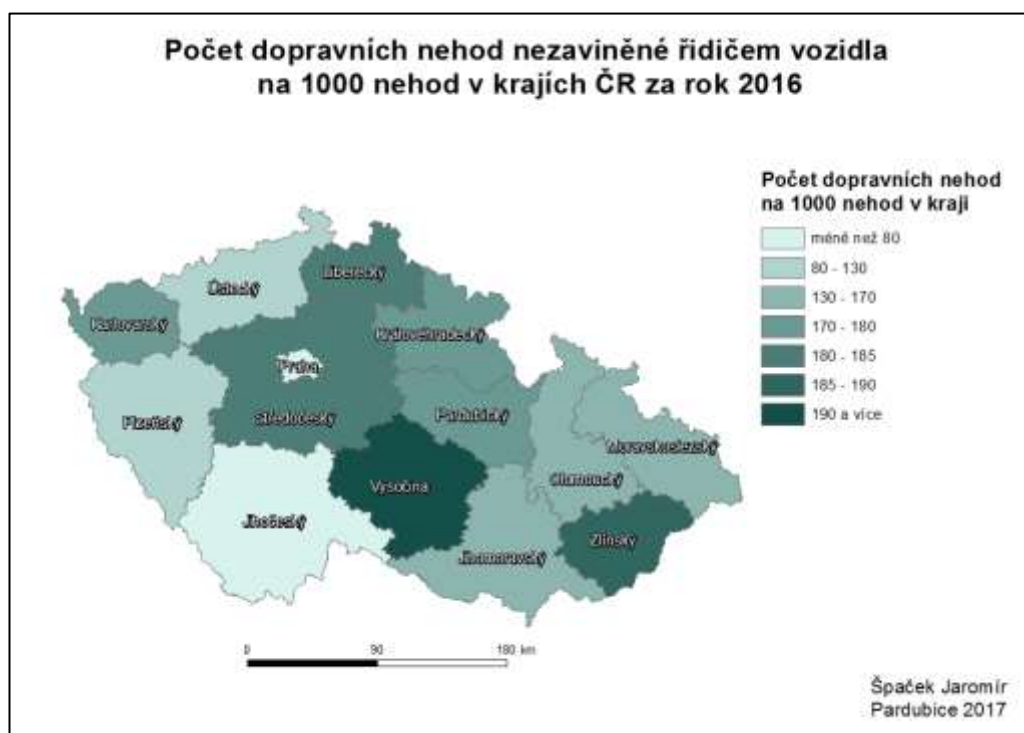 Počet dopravních nehod nezaviněné řidičem vozidla
na 1000 nehod v krajích ČR za rok 2016
Počet dopravních nehod
na 1000 nehod v kraji
méně než 80
80 - 130
130 - 170
170 - 180
180 - 185
185 - 190
190 a více
Liberecký
Ústecký
Karlovarský
Královéhradecký
Praha
Středočeský
Pardubický
Plzeňský
Moravskoslezský
Olomoucký
Vysočina
Jihočeský
Zlínský
Jihomoravský
0 90 180 km
Špaček Jaromír
Pardubice 2017